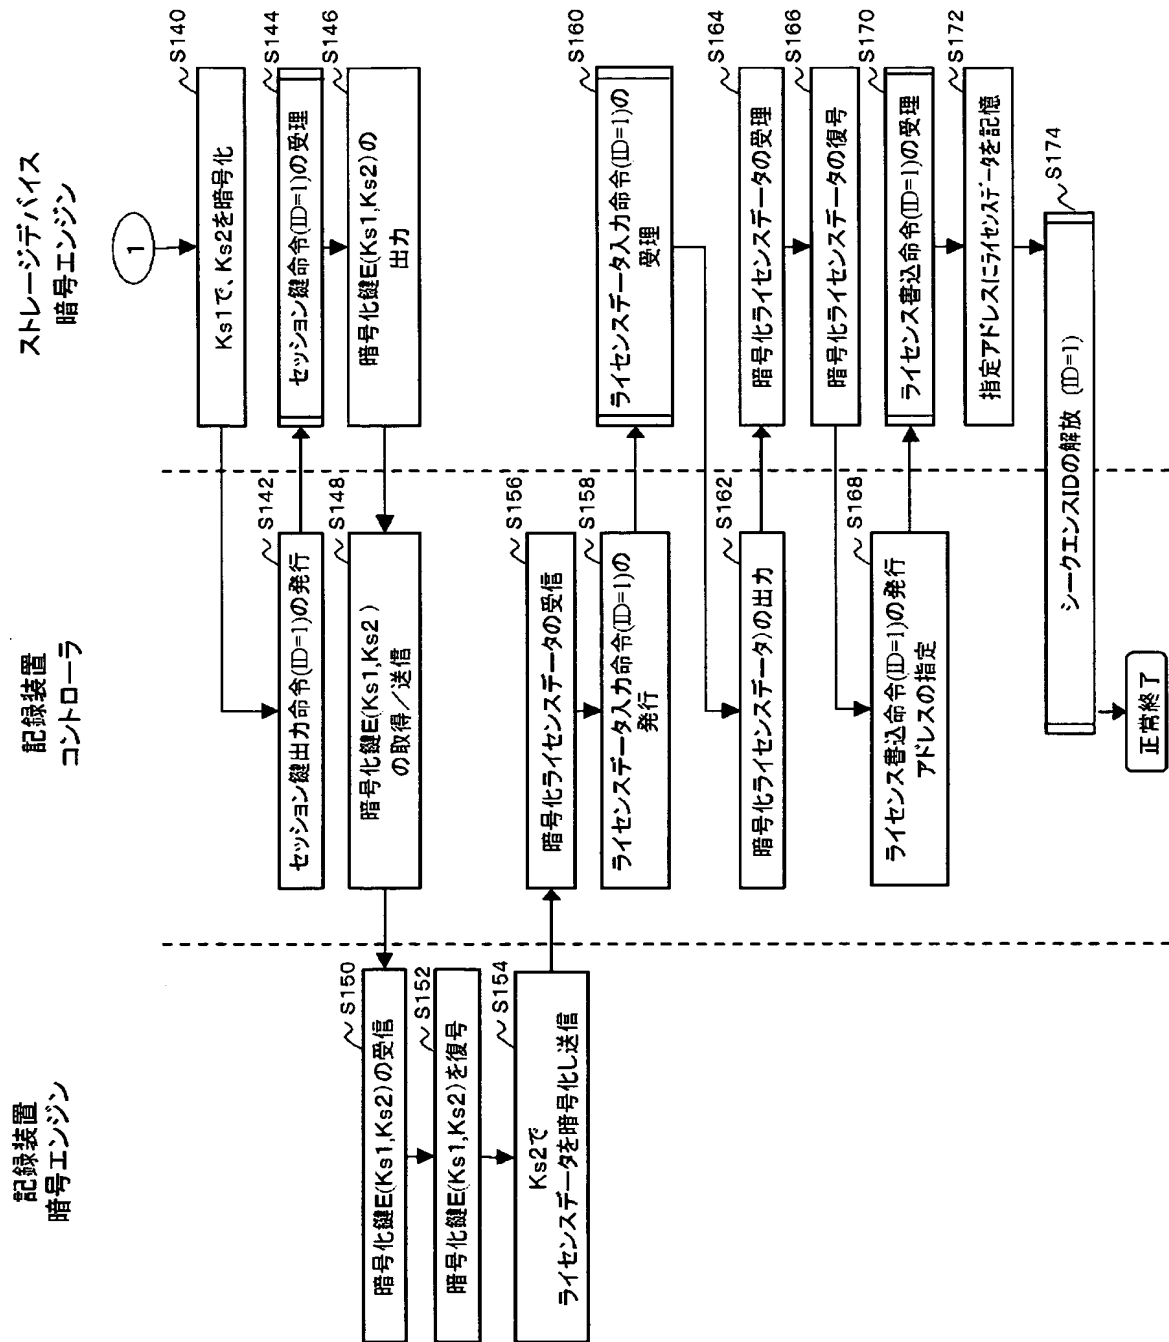 記録装置
暗号エンジン
記録装置
コントローラ
ストレージデバイス
暗号エンジン
1
S140
Ks1で、Ks2を暗号化
S142
セッション鍵出力命令(ID=1)の発行
S144
セッション鍵命令(ID=1)の受理
S146
暗号化鍵E(Ks1,Ks2)の
出力
S148
暗号化鍵E(Ks1,Ks2)
の取得/送信
S150
暗号化鍵E(Ks1,Ks2)の受信
S152
暗号化鍵E(Ks1,Ks2)を復号
S154
Ks2で
ライセンスデータを暗号化し送信
S156
暗号化ライセンスデータの受信
S158
ライセンスデータ入力命令(ID=1)の
発行
S160
ライセンスデータ入力命令(ID=1)の
受理
S162
暗号化ライセンスデータ)の出力
S164
暗号化ライセンスデータの受理
S166
暗号化ライセンスデータの復号
S168
ライセンス書込命令(ID=1)の発行
アドレスの指定
S170
ライセンス書込命令(ID=1)の受理
S172
指定アドレスにライセンスデータを記憶
S174
シークエンスIDの解放 (ID=1)
正常終了